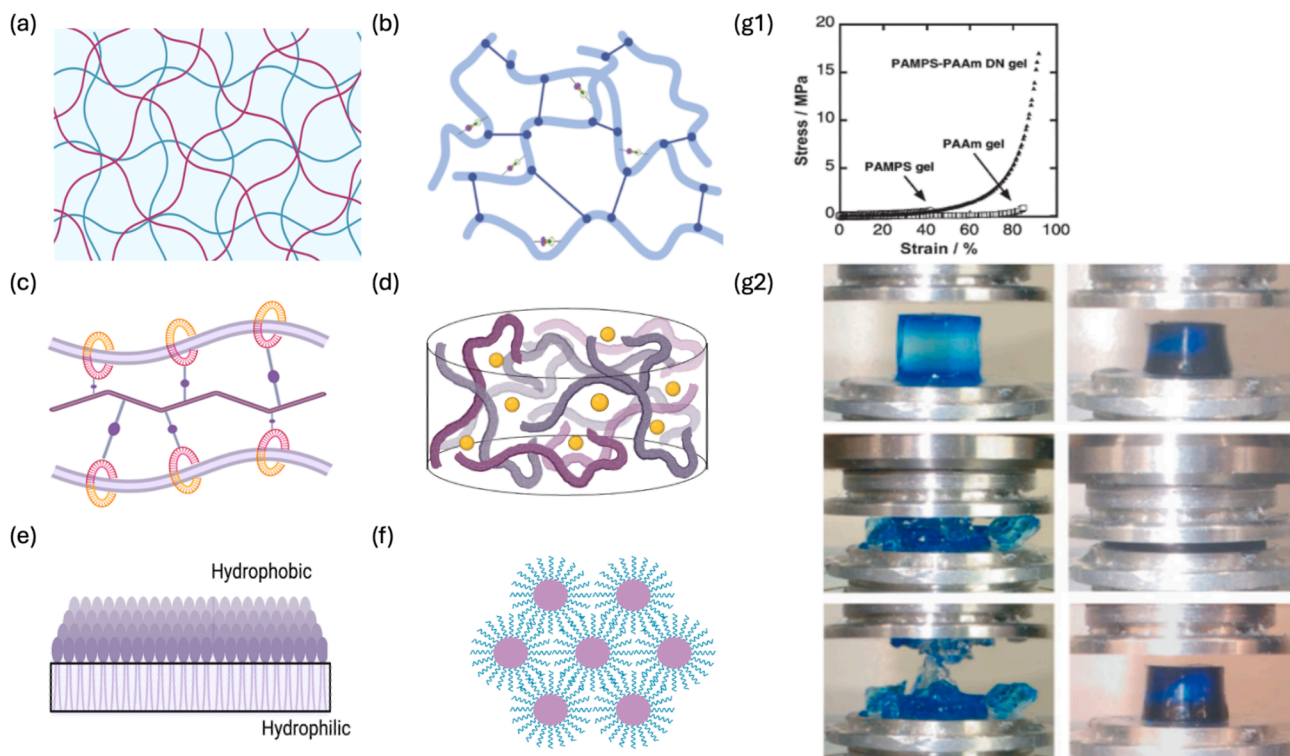 (a)
(b)
(g1)
20
15
10
5
0
Stress / MPa
PAMPS-PAAm DN gel
PAAm gel
PAMPS gel
0 20 40 60 80 100
Strain / %
(c)
(d)
(g2)
(e)
(f)
Hydrophobic
Hydrophilic